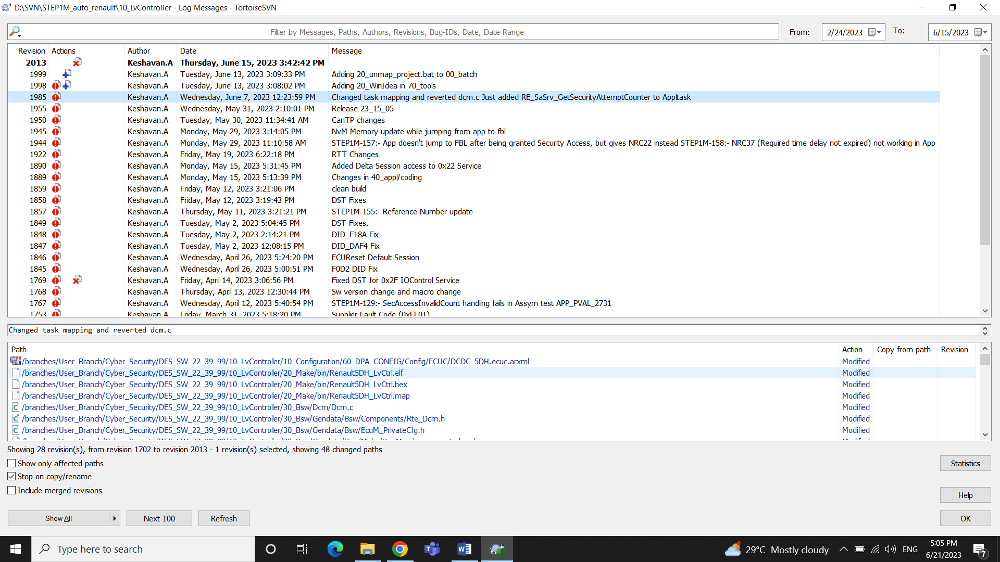 D:\SVN\STEP1M_auto_renault\10_LvController - Log Messages - TortoiseSVN
Filter by Messages, Paths, Authors, Revisions, Bug-IDs, Date, Date Range From: 2/24/2023 To: 6/15/2023
Revision Actions Author Date Message
2013 Keshavan.A Thursday, June 15, 2023 3:42:42 PM
1999 Keshavan.A Tuesday, June 13, 2023 3:09:33 PM Adding 20_unmap_project.bat to 00_batch
1998 Keshavan.A Tuesday, June 13, 2023 3:08:02 PM Adding 20_WinIdea in 70_tools
1985 Keshavan.A Wednesday, June 7, 2023 12:23:59 PM Changed task mapping and reverted dcm.c Just added RE_SaSrv_GetSecurityAttemptCounter to Appltask
1955 Keshavan.A Wednesday, May 31, 2023 2:10:01 PM Release 23_15_05
1950 Keshavan.A Tuesday, May 30, 2023 11:34:41 AM CanTP changes
1945 Keshavan.A Monday, May 29, 2023 3:14:05 PM NvM Memory update while jumping from app to fbl
1944 Keshavan.A Monday, May 29, 2023 11:10:58 AM STEP1M-157:- App doesn't jump to FBL after being granted Security Access, but gives NRC22 instead STEP1M-158:- NRC37 (Required time delay not expired) not working in App
1922 Keshavan.A Friday, May 19, 2023 6:22:18 PM RTT Changes
1890 Keshavan.A Monday, May 15, 2023 5:31:45 PM Added Delta Session access to 0x22 Service
1889 Keshavan.A Monday, May 15, 2023 5:13:39 PM Changes in 40_appl/coding
1859 Keshavan.A Friday, May 12, 2023 3:21:06 PM clean build
1858 Keshavan.A Friday, May 12, 2023 3:19:43 PM DST Fixes
1857 Keshavan.A Thursday, May 11, 2023 3:21:21 PM STEP1M-155:- Reference Number update
1849 Keshavan.A Tuesday, May 2, 2023 5:04:45 PM DST Fixes.
1848 Keshavan.A Tuesday, May 2, 2023 2:14:21 PM DID_F18A Fix
1847 Keshavan.A Tuesday, May 2, 2023 12:08:15 PM DID_DAF4 Fix
1846 Keshavan.A Wednesday, April 26, 2023 5:24:20 PM ECUReset Default Session
1845 Keshavan.A Wednesday, April 26, 2023 5:00:51 PM F0D2 DID Fix
1769 Keshavan.A Friday, April 14, 2023 3:06:56 PM Fixed DST for 0x2F IOControl Service
1768 Keshavan.A Thursday, April 13, 2023 12:30:44 PM Sw version change and macro change
1767 Keshavan.A Wednesday, April 12, 2023 5:40:54 PM STEP1M-129:- SecAccessInvalidCount handling fails in Assym test APP_PVAL_2731
1753 Keshavan.A Friday, March 31, 2023 5:18:20 PM Supplier Fault Code (0xFF01)
Changed task mapping and reverted dcm.c
Path Action Copy from path Revision
/branches/User_Branch/Cyber_Security/DES_SW_22_39_99/10_LvController/10_Configuration/60_DPA_CONFIG/Config/ECUC/DCDC_5DH.ecuc.arxml Modified
/branches/User_Branch/Cyber_Security/DES_SW_22_39_99/10_LvController/20_Make/bin/Renault5DH_LvCtrl.elf Modified
/branches/User_Branch/Cyber_Security/DES_SW_22_39_99/10_LvController/20_Make/bin/Renault5DH_LvCtrl.hex Modified
/branches/User_Branch/Cyber_Security/DES_SW_22_39_99/10_LvController/20_Make/bin/Renault5DH_LvCtrl.map Modified
/branches/User_Branch/Cyber_Security/DES_SW_22_39_99/10_LvController/30_Bsw/Dcm/Dcm.c Modified
/branches/User_Branch/Cyber_Security/DES_SW_22_39_99/10_LvController/30_Bsw/Gendata/Bsw/Components/Rte_Dcm.h Modified
/branches/User_Branch/Cyber_Security/DES_SW_22_39_99/10_LvController/30_Bsw/Gendata/Bsw/EcuM_PrivateCfg.h Modified
Showing 28 revision(s), from revision 1702 to revision 2013 - 1 revision(s) selected, showing 48 changed paths
Show only affected paths
Statistics
Stop on copy/rename
Include merged revisions
Help
Show All Next 100 Refresh OK
Type here to search 29°C Mostly cloudy ENG 5:05 PM 6/21/2023 7